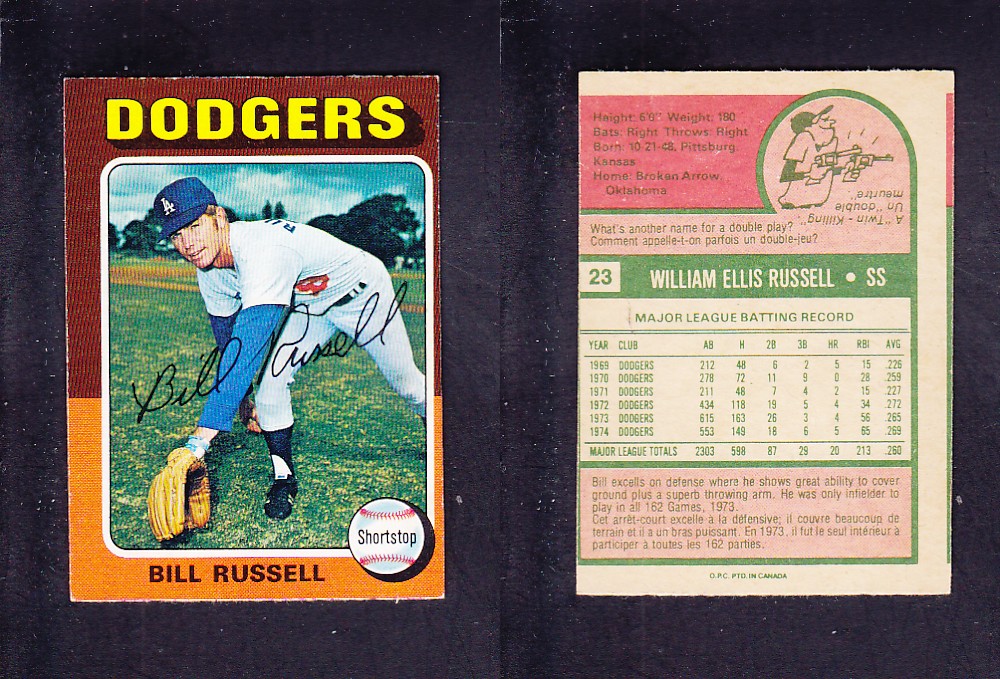 DODGERS
LA
Bill Russell
Shortstop
BILL RUSSELL
Height: 6'0" Weight: 180
Bats: Right Throws: Right
Born: 10-21-48, Pittsburg,
Kansas
Home: Broken Arrow,
Oklahoma
A "Twin - Killing"
Un "double
meurtre".
What's another name for a double play?
Comment appelle-t-on parfois un double-jeu?
23 WILLIAM ELLIS RUSSELL • SS
MAJOR LEAGUE BATTING RECORD
YEAR CLUB AB H 2B 3B HR RBI AVG
1969 DODGERS 212 48 6 2 5 15 .226
1970 DODGERS 278 72 11 9 0 28 .259
1971 DODGERS 211 48 7 4 2 15 .227
1972 DODGERS 434 118 19 5 4 34 .272
1973 DODGERS 615 163 26 3 4 56 .265
1974 DODGERS 553 149 18 6 5 65 .269
MAJOR LEAGUE TOTALS 2303 598 87 29 20 213 .260
Bill excells on defense where he shows great ability to cover
ground plus a superb throwing arm. He was only infielder to
play in all 162 Games, 1973.
Cet arrêt-court excelle à la défensive; il couvre beaucoup de
terrain et il a un bras puissant. En 1973, il fut le seul intérieur à
participer à toutes les 162 parties.
O.P.C. PTD. IN CANADA